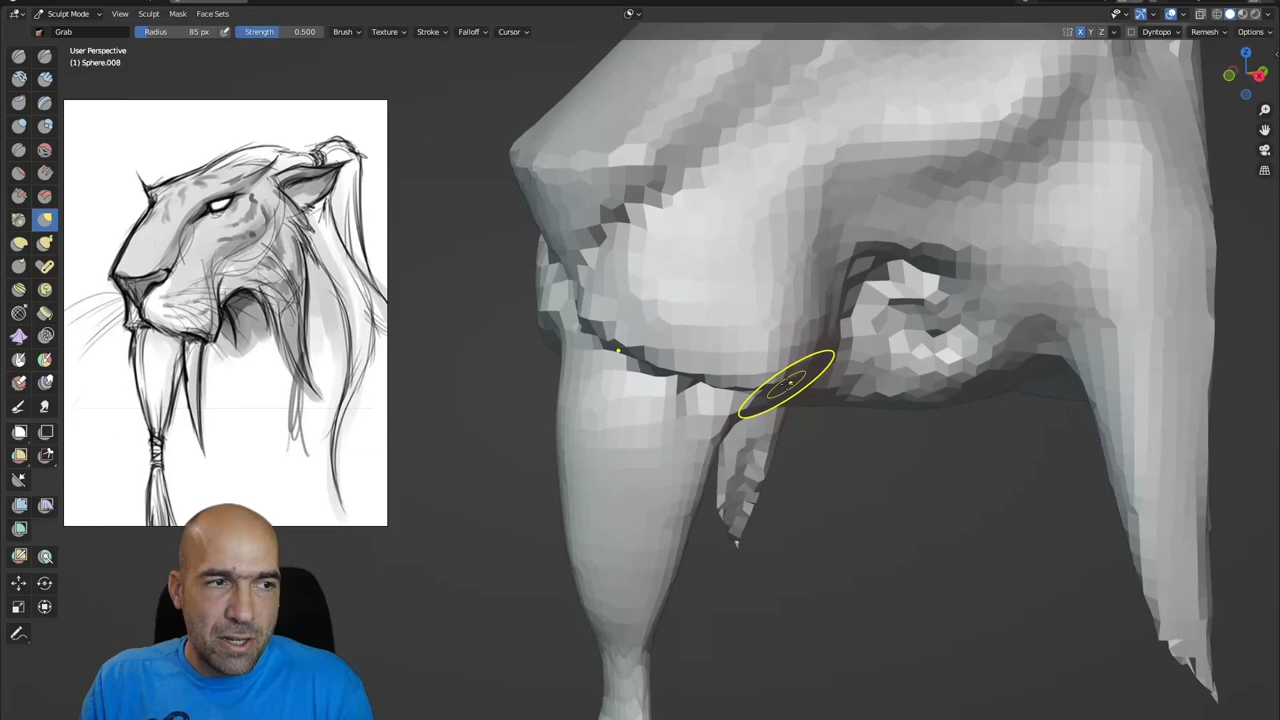 Sculpt Mode View Sculpt Mask Face Sets
Grab Radius 85 px Strength 0.500 Brush Texture Stroke Falloff Cursor X Y Z Dyntopo Remesh Options
User Perspective
(1) Sphere.008
Z